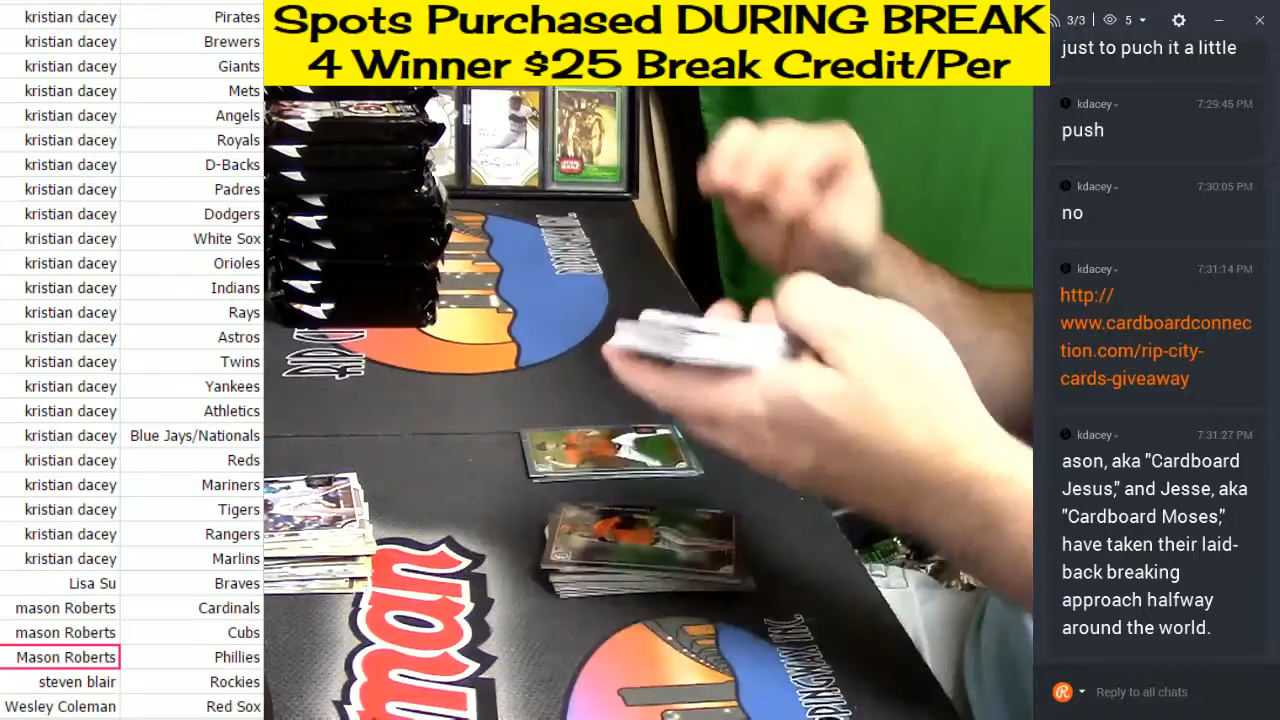 Spots Purchased DURING BREAK
4 Winner $25 Break Credit/Per
kristian dacey Pirates
kristian dacey Brewers
kristian dacey Giants
kristian dacey Mets
kristian dacey Angels
kristian dacey Royals
kristian dacey D-Backs
kristian dacey Padres
kristian dacey Dodgers
kristian dacey White Sox
kristian dacey Orioles
kristian dacey Indians
kristian dacey Rays
kristian dacey Astros
kristian dacey Twins
kristian dacey Yankees
kristian dacey Athletics
kristian dacey Blue Jays/Nationals
kristian dacey Reds
kristian dacey Mariners
kristian dacey Tigers
kristian dacey Rangers
kristian dacey Marlins
Lisa Su Braves
mason Roberts Cardinals
mason Roberts Cubs
Mason Roberts Phillies
steven blair Rockies
Wesley Coleman Red Sox
STAR WARS
3/3 5
just to puch it a little
kdacey 7:29:45 PM
push
kdacey 7:30:05 PM
no
kdacey 7:31:14 PM
http://
www.cardboardconnec
tion.com/rip-city-
cards-giveaway
kdacey 7:31:27 PM
ason, aka "Cardboard
Jesus," and Jesse, aka
"Cardboard Moses,"
have taken their laid-
back breaking
approach halfway
around the world.
Reply to all chats